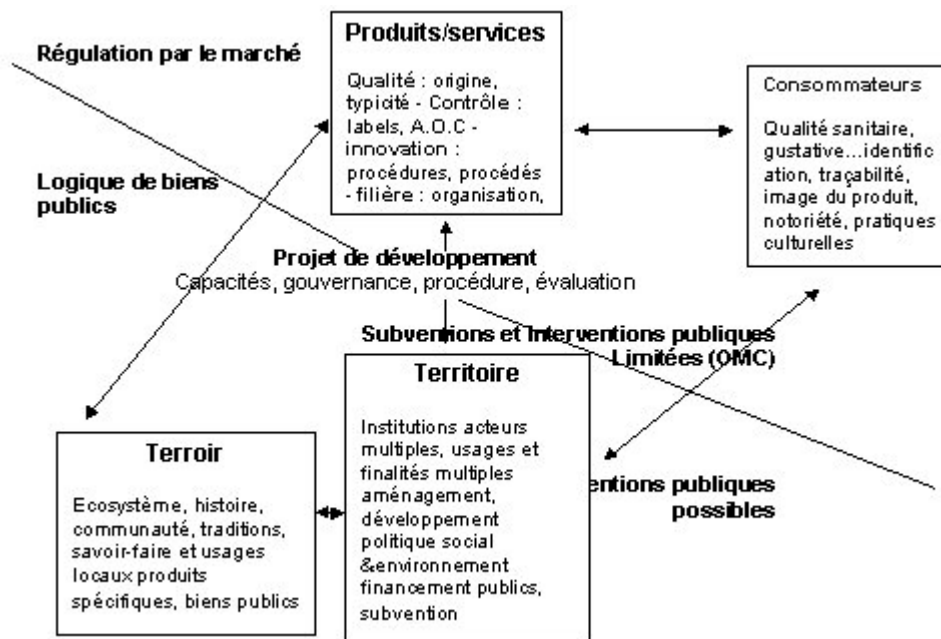 Régulation par le marché
Produits/services
Qualité : origine,
typicité - Contrôle :
labels, A.O.C -
innovation :
procédures, procédés
- filière : organisation,
Consommateurs
Qualité sanitaire,
gustative...identific
ation, traçabilité,
image du produit,
notoriété, pratiques
culturelles
Logique de biens
publics
Projet de développement
Capacités, gouvernance, procédure, évaluation
Subventions et Interventions publiques
Limitées (OMC)
Territoire
Institutions acteurs
multiples, usages et
finalités multiples
aménagement,
développement
politique social
&environnement
financement publics,
subvention
Terroir
Ecosystème, histoire,
communauté, traditions,
savoir-faire et usages
locaux produits
spécifiques, biens publics
entions publiques
possibles